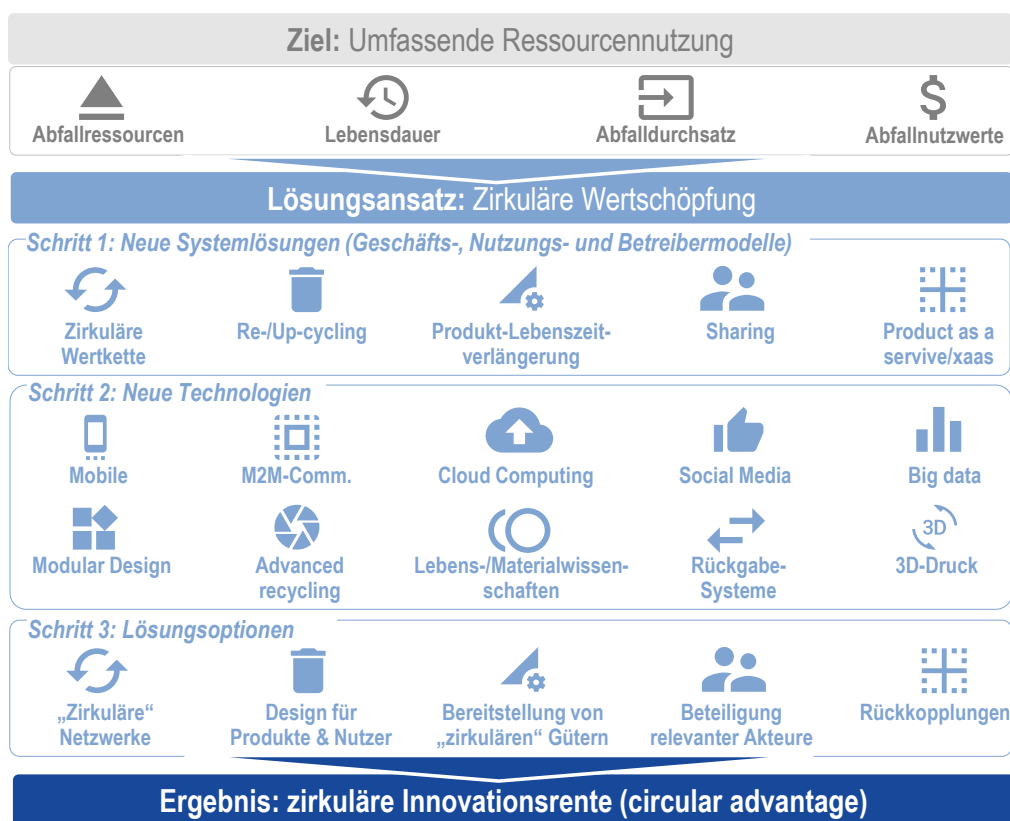 Ziel: Umfassende Ressourcennutzung
Abfallressourcen
Lebensdauer
Abfalldurchsatz
Abfallnutzwerte
Lösungsansatz: Zirkuläre Wertschöpfung
Schritt 1: Neue Systemlösungen (Geschäfts-, Nutzungs- und Betreibermodelle)
Zirkuläre
Wertkette
Re-/Up-cycling
Produkt-Lebenszeit-
verlängerung
Sharing
Product as a
servive/xaas
Schritt 2: Neue Technologien
Mobile
M2M-Comm.
Cloud Computing
Social Media
Big data
Modular Design
Advanced
recycling
Lebens-/Materialwissen-
schaften
Rückgabe-
Systeme
3D
3D-Druck
Schritt 3: Lösungsoptionen
„Zirkuläre“
Netzwerke
Design für
Produkte & Nutzer
Bereitstellung von
„zirkulären“ Gütern
Beteiligung
relevanter Akteure
Rückkopplungen
Ergebnis: zirkuläre Innovationsrente (circular advantage)